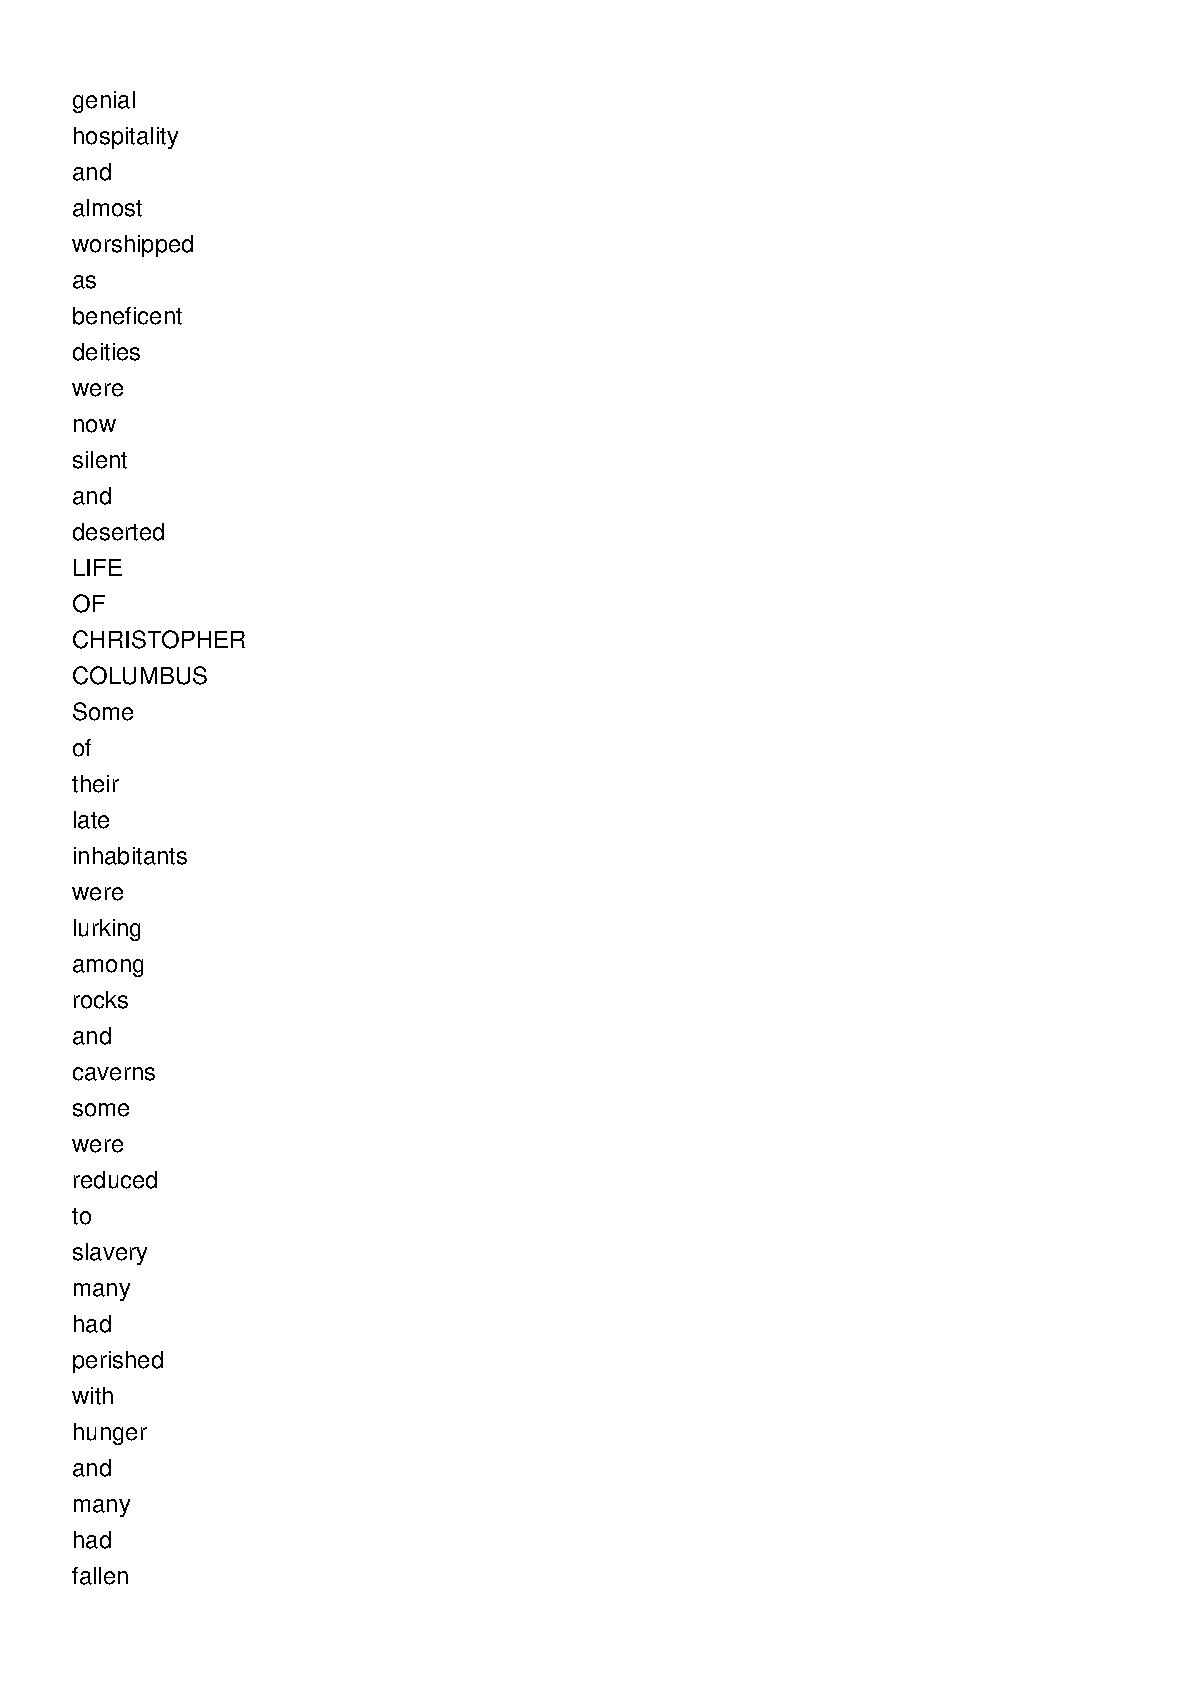 genial
hospitality
and
almost
worshipped
as
beneficent
deities
were
now
silent
and
deserted
LIFE
OF
CHRISTOPHER
COLUMBUS
Some
of
their
late
inhabitants
were
lurking
among
rocks
and
caverns
some
were
reduced
to
slavery
many
had
perished
with
hunger
and
many
had
fallen